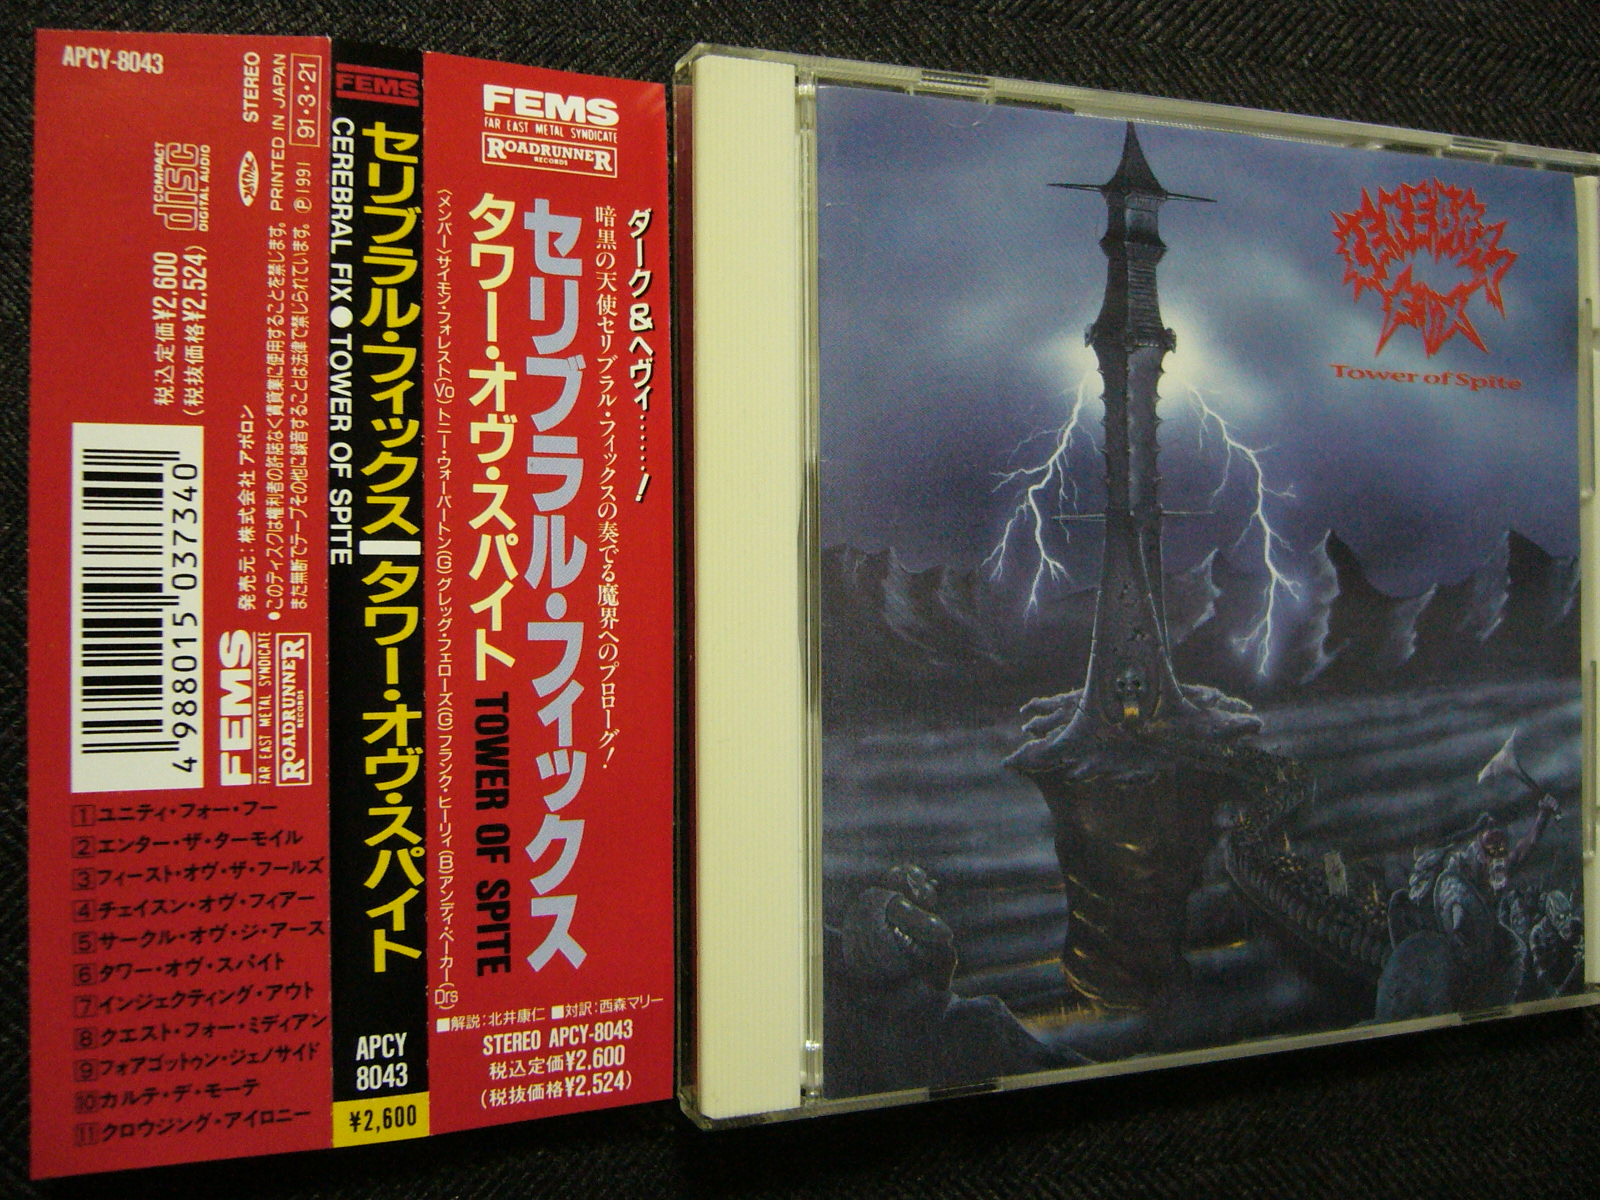 APCY-8043
COMPACT
disc
DIGITAL AUDIO
税込定価¥2,600
(税抜価格¥2,524)
STEREO
発売元:株式会社 アポロン
PRINTED IN JAPAN
91・3・21
●このディスクは権利者の許諾なく賃貸業に使用することを禁じます。
また無断でテープその他に録音することは法律で禁じられています。 Ⓟ1991
4 988015 037340
FEMS
FAR EAST METAL SYNDICATE
ROADRUNNER
RECORDS
1 ユニティ・フォー・フー
2 エンター・ザ・ターモイル
3 フィースト・オヴ・ザ・フールズ
4 チェイスン・オヴ・フィアー
5 サークル・オヴ・ジ・アース
6 タワー・オヴ・スパイト
7 インジェクティング・アウト
8 クエスト・フォー・ミディアン
9 フォアゴットゥン・ジェノサイド
10 カルテ・デ・モーテ
11 クロウジング・アイロニー
FEMS
セリブラル・フィックス|タワー・オヴ・スパイト
CEREBRAL FIX ● TOWER OF SPITE
APCY
8043
¥2,600
FEMS
FAR EAST METAL SYNDICATE
ROADRUNNER
RECORDS
ダーク&ヘヴィ……!
暗黒の天使セリブラル・フィックスの奏でる魔界へのプロローグ!
セリブラル・フィックス
タワー・オヴ・スパイト TOWER OF SPITE
(メンバー)サイモン・フォレスト(Vo) トニー・ウォーバートン(G) グレッグ・フェローズ(G) フランク・ヒーリィ(B) アンディ・ベーカー(Drs)
■解説:北井康仁 ■対訳:西森マリー
STEREO APCY-8043
税込定価¥2,600
(税抜価格¥2,524)
CEREBRAL
FIX
Tower of Spite